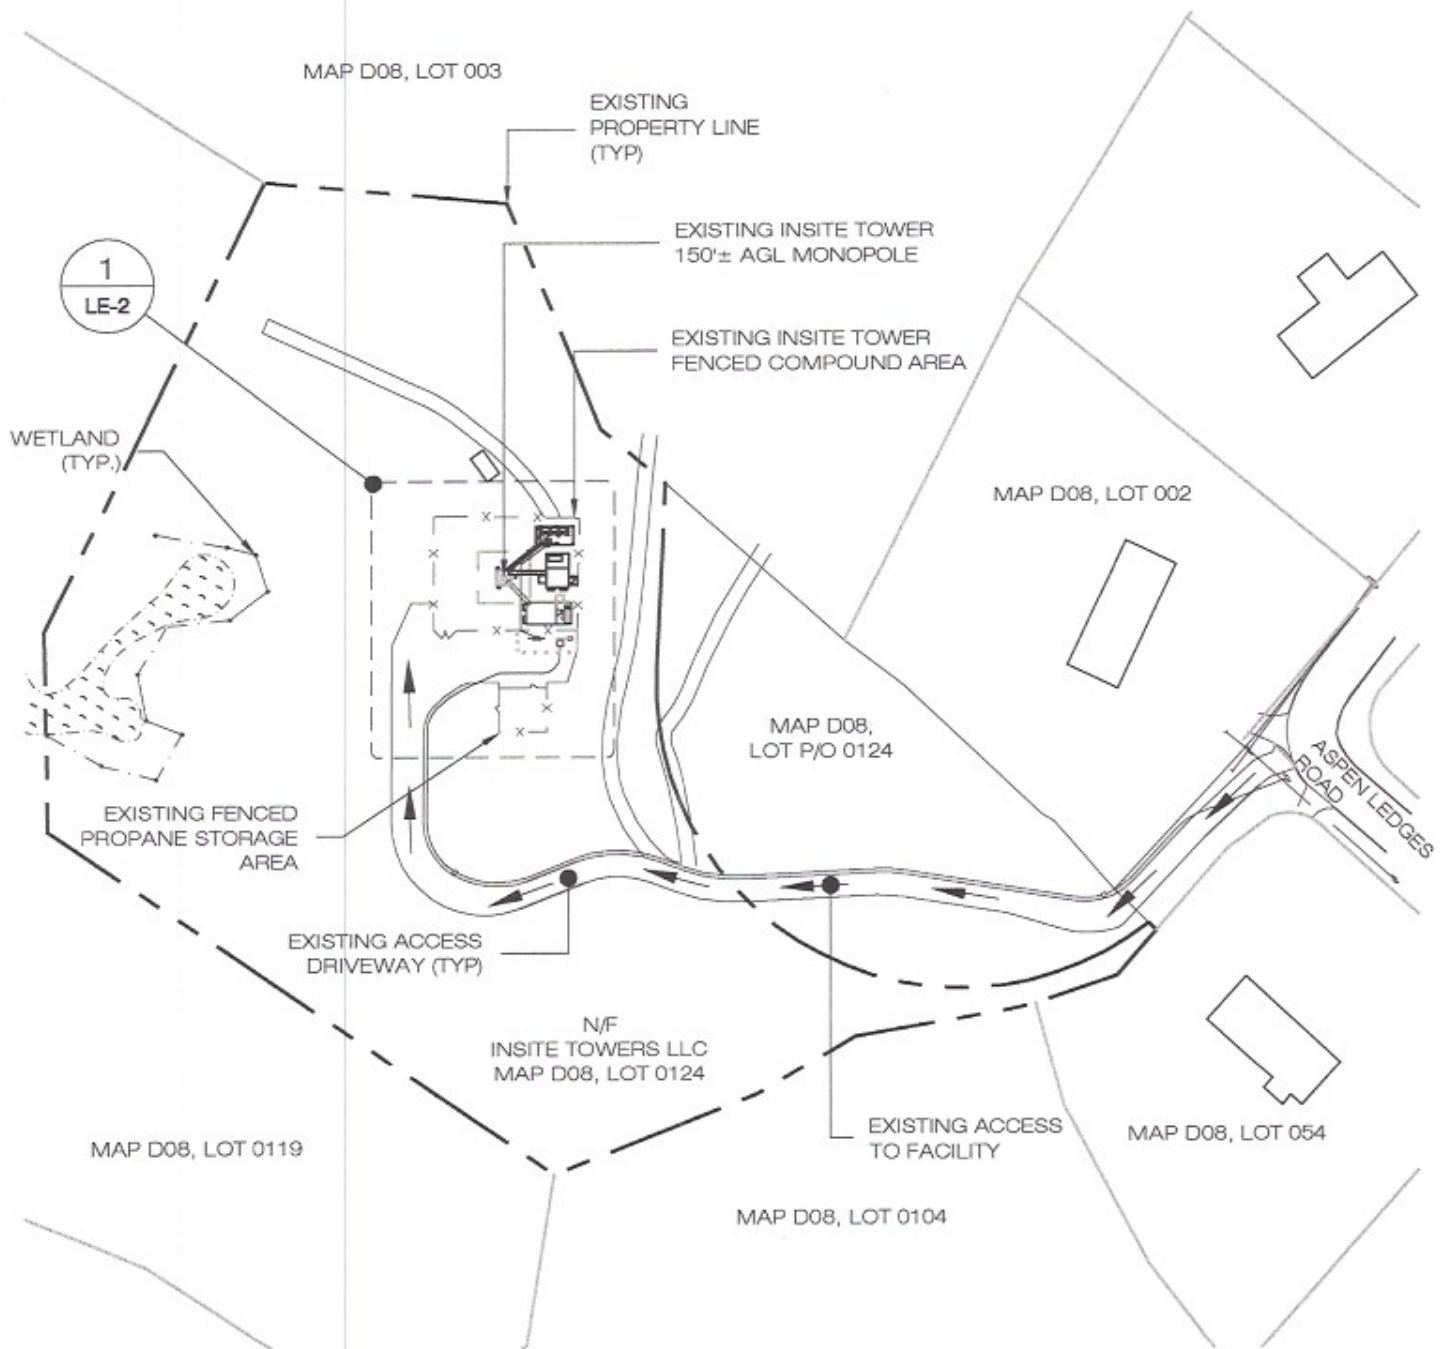 MAP D08, LOT 003
EXISTING
PROPERTY LINE
(TYP)
EXISTING INSITE TOWER
150'± AGL MONOPOLE
1
LE-2
EXISTING INSITE TOWER
FENCED COMPOUND AREA
WETLAND
(TYP.)
MAP D08, LOT 002
MAP D08,
LOT P/O 0124
ASPEN LEDGES
ROAD
EXISTING FENCED
PROPANE STORAGE
AREA
EXISTING ACCESS
DRIVEWAY (TYP)
N/F
INSITE TOWERS LLC
MAP D08, LOT 0124
EXISTING ACCESS
TO FACILITY
MAP D08, LOT 054
MAP D08, LOT 0119
MAP D08, LOT 0104